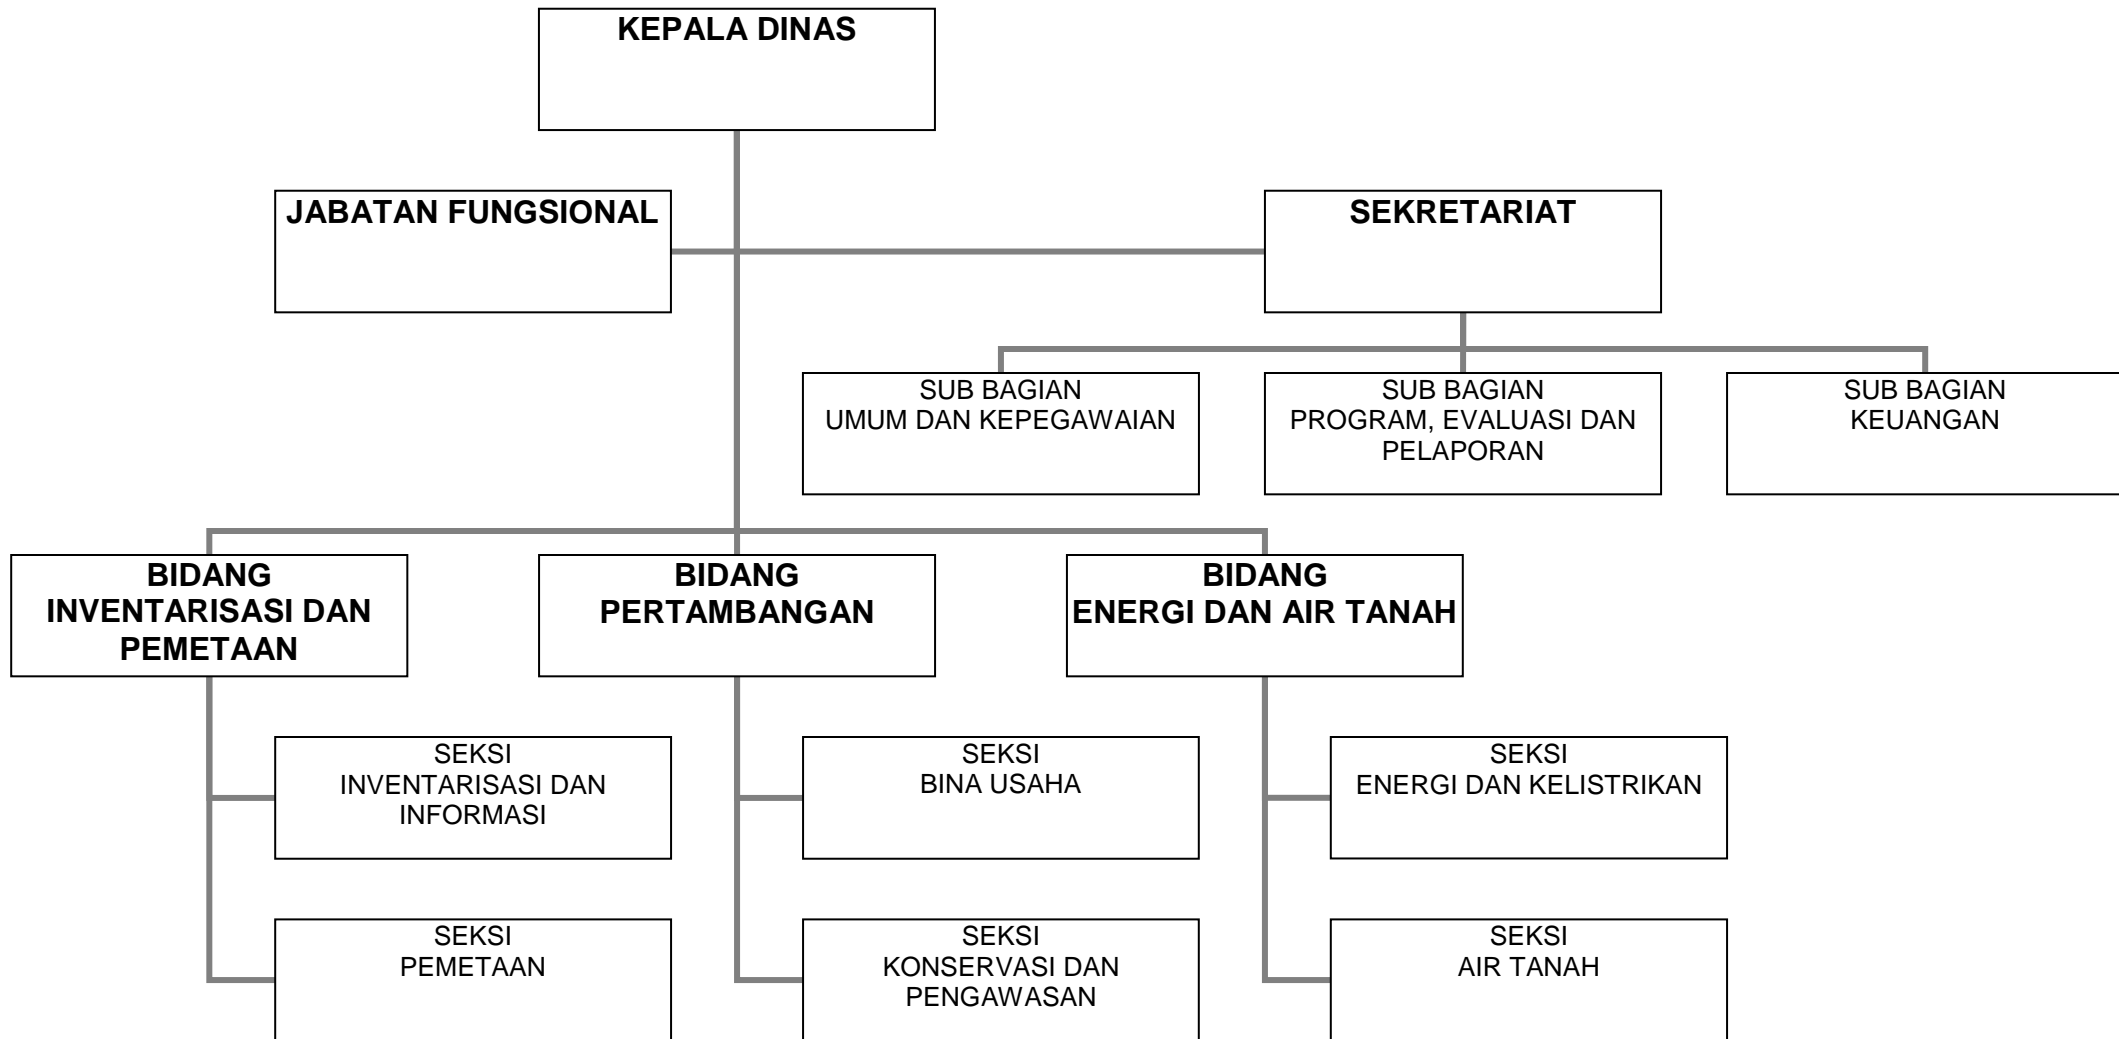 KEPALA DINAS
JABATAN FUNGSIONAL
SEKRETARIAT
SUB BAGIAN
UMUM DAN KEPEGAWAIAN
SUB BAGIAN
PROGRAM, EVALUASI DAN
PELAPORAN
SUB BAGIAN
KEUANGAN
BIDANG
INVENTARISASI DAN
PEMETAAN
BIDANG
PERTAMBANGAN
BIDANG
ENERGI DAN AIR TANAH
SEKSI
INVENTARISASI DAN
INFORMASI
SEKSI
BINA USAHA
SEKSI
ENERGI DAN KELISTRIKAN
SEKSI
PEMETAAN
SEKSI
KONSERVASI DAN
PENGAWASAN
SEKSI
AIR TANAH